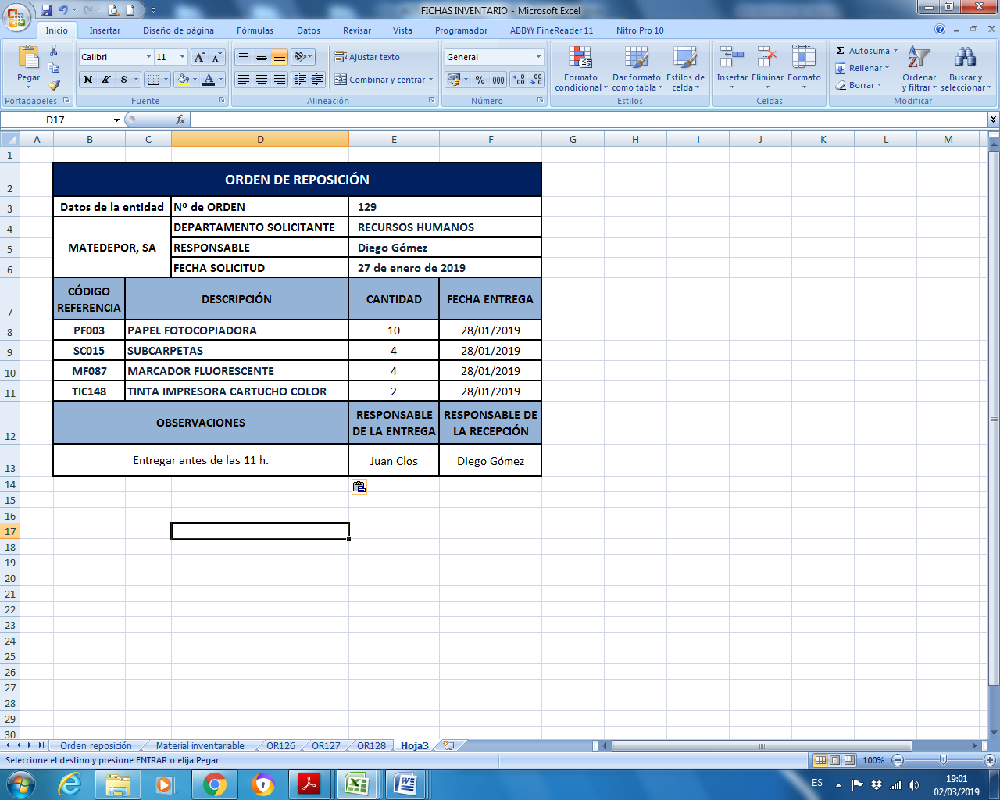 FICHAS INVENTARIO - Microsoft Excel
Inicio Insertar Diseño de página Fórmulas Datos Revisar Vista Programador ABBYY FineReader 11 Nitro Pro 10
Pegar
Portapapeles
Calibri 11
N K S
Fuente
Ajustar texto
Combinar y centrar
Alineación
General
% 000
Número
Formato condicional
Dar formato como tabla
Estilos de celda
Estilos
Insertar Eliminar Formato
Celdas
Σ Autosuma
Rellenar
Borrar
Ordenar y filtrar
Buscar y seleccionar
Modificar
D17 fx
A B C D E F G H I J K L M
1
2 ORDEN DE REPOSICIÓN
3 Datos de la entidad Nº de ORDEN 129
4 DEPARTAMENTO SOLICITANTE RECURSOS HUMANOS
5 MATEDEPOR, SA RESPONSABLE Diego Gómez
6 FECHA SOLICITUD 27 de enero de 2019
7 CÓDIGO REFERENCIA DESCRIPCIÓN CANTIDAD FECHA ENTREGA
8 PF003 PAPEL FOTOCOPIADORA 10 28/01/2019
9 SC015 SUBCARPETAS 4 28/01/2019
10 MF087 MARCADOR FLUORESCENTE 4 28/01/2019
11 TIC148 TINTA IMPRESORA CARTUCHO COLOR 2 28/01/2019
12 OBSERVACIONES RESPONSABLE DE LA ENTREGA RESPONSABLE DE LA RECEPCIÓN
13 Entregar antes de las 11 h. Juan Clos Diego Gómez
14
15
16
17
18
19
20
21
22
23
24
25
26
27
28
29
30
Orden reposición Material inventariable OR126 OR127 OR128 Hoja3
Seleccione el destino y presione ENTRAR o elija Pegar 100%
ES 19:01
02/03/2019